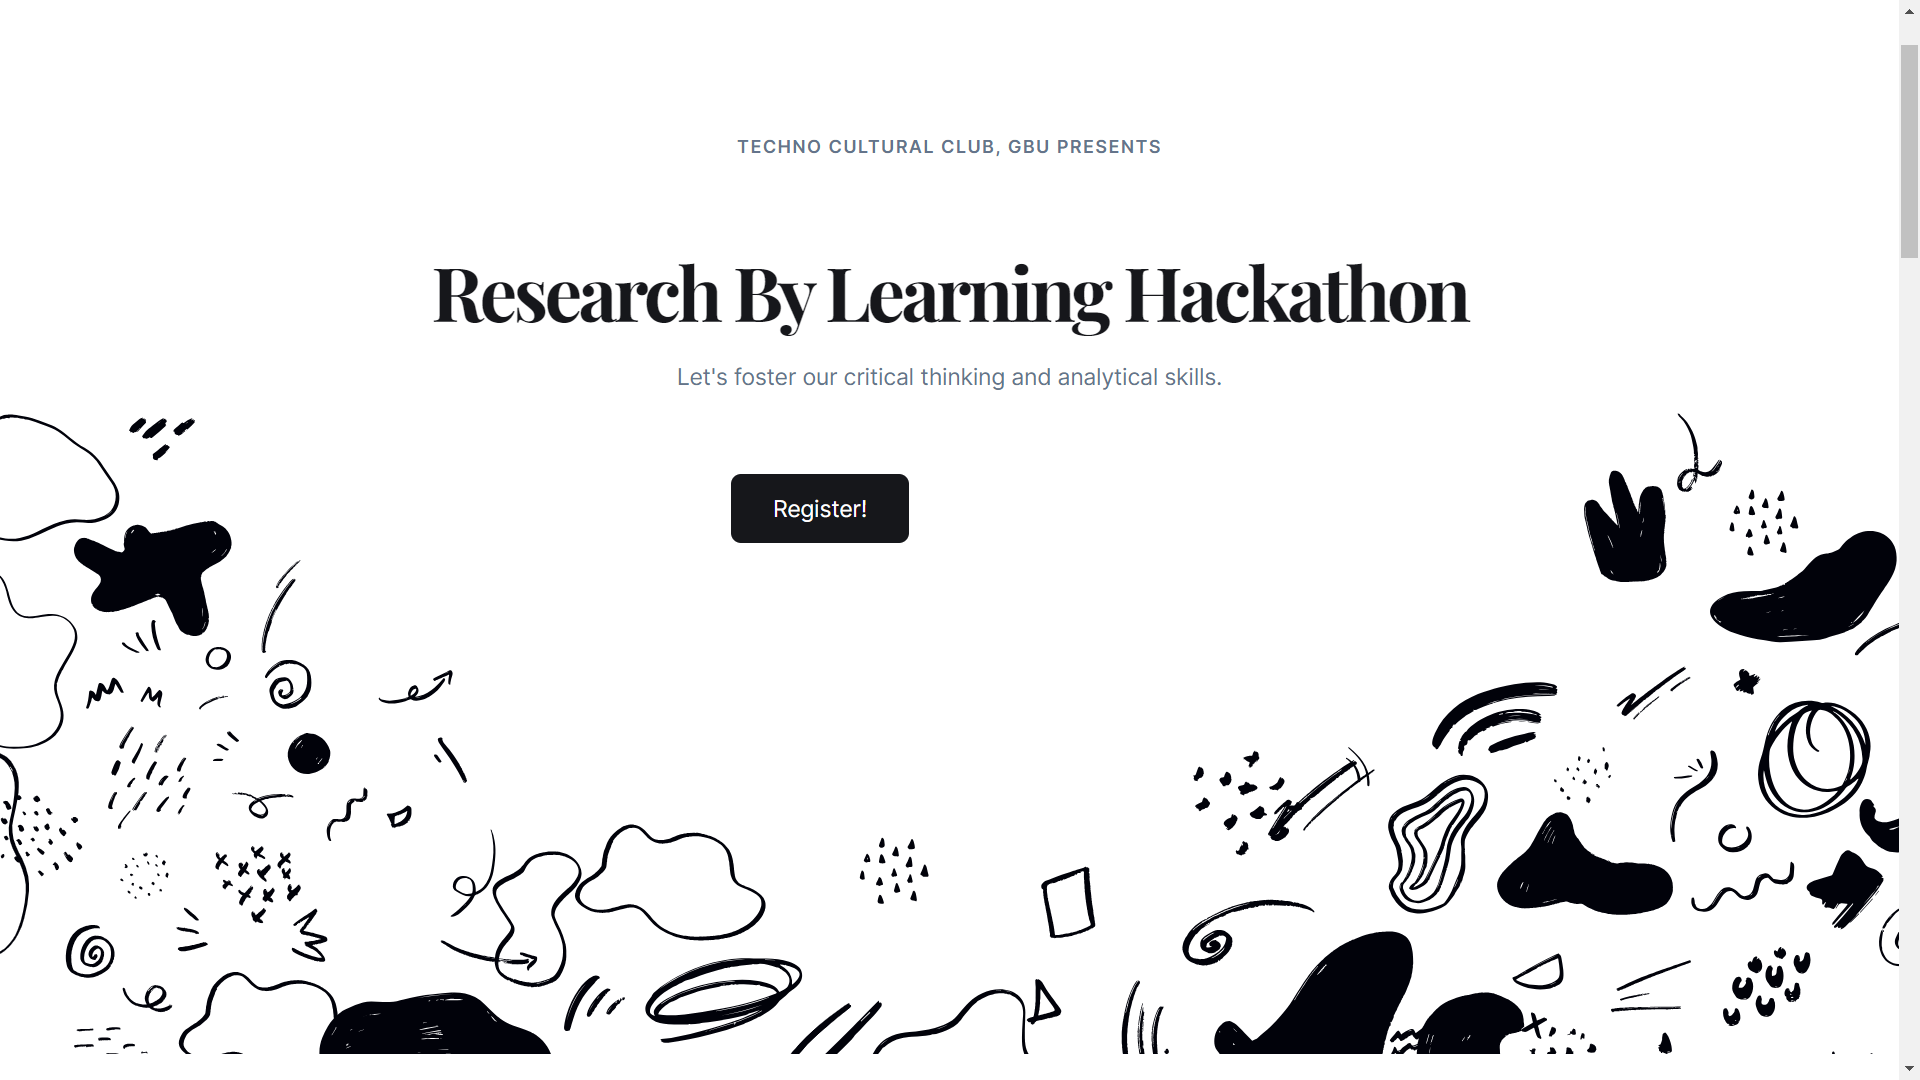 TECHNO CULTURAL CLUB, GBU PRESENTS
Research By Learning Hackathon
Let's foster our critical thinking and analytical skills.
Register!